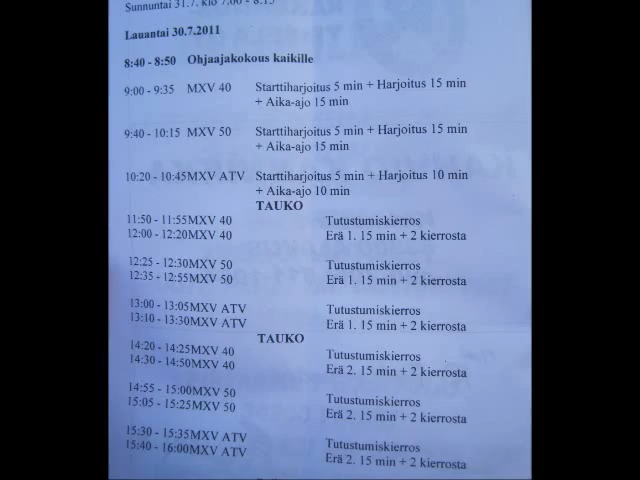 Sunnuntai 31.7. klo 7.00 - 8.15
Lauantai 30.7.2011
8:40 - 8:50 Ohjaajakokous kaikille
9:00 - 9:35 MXV 40 Starttiharjoitus 5 min + Harjoitus 15 min
+ Aika-ajo 15 min
9:40 - 10:15 MXV 50 Starttiharjoitus 5 min + Harjoitus 15 min
+ Aika-ajo 15 min
10:20 - 10:45MXV ATV Starttiharjoitus 5 min + Harjoitus 10 min
+ Aika-ajo 10 min
TAUKO
11:50 - 11:55MXV 40 Tutustumiskierros
12:00 - 12:20MXV 40 Erä 1. 15 min + 2 kierrosta
12:25 - 12:30MXV 50 Tutustumiskierros
12:35 - 12:55MXV 50 Erä 1. 15 min + 2 kierrosta
13:00 - 13:05MXV ATV Tutustumiskierros
13:10 - 13:30MXV ATV Erä 1. 15 min + 2 kierrosta
TAUKO
14:20 - 14:25MXV 40 Tutustumiskierros
14:30 - 14:50MXV 40 Erä 2. 15 min + 2 kierrosta
14:55 - 15:00MXV 50 Tutustumiskierros
15:05 - 15:25MXV 50 Erä 2. 15 min + 2 kierrosta
15:30 - 15:35MXV ATV Tutustumiskierros
15:40 - 16:00MXV ATV Erä 2. 15 min + 2 kierrosta